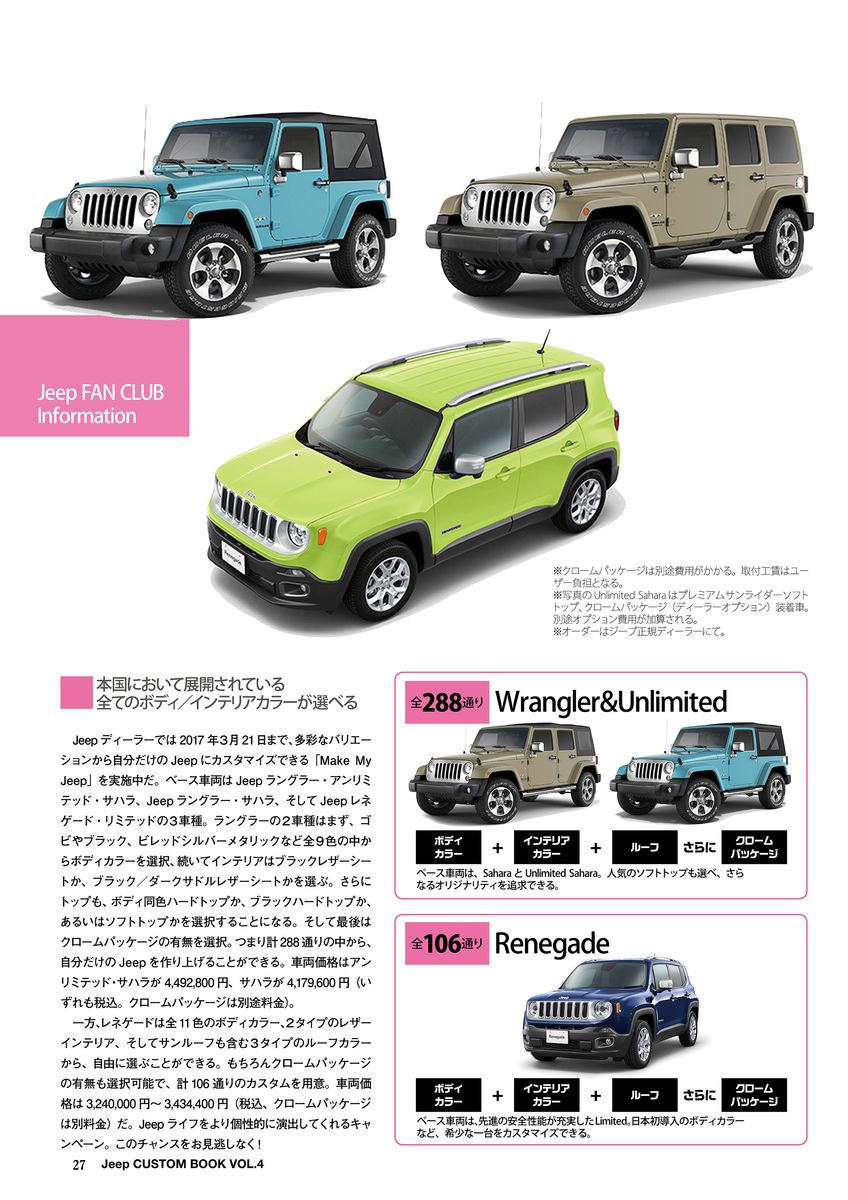 Jeep FAN CLUB
Information
※クロームパッケージは別途費用がかかる。取付工賃はユー
ザー負担となる。
※写真の Unlimited Sahara はプレミアムサンライダーソフト
トップ、クロームパッケージ（ディーラーオプション）装着車。
別途オプション費用が加算される。
※オーダーはジープ正規ディーラーにて。
本国において展開されている
全てのボディ／インテリアカラーが選べる
Jeep ディーラーでは 2017 年3月 21 日まで、多彩なバリエー
ションから自分だけの Jeep にカスタマイズできる「Make My
Jeep」を実施中だ。ベース車両は Jeep ラングラー・アンリミ
テッド・サハラ、Jeep ラングラー・サハラ、そして Jeep レネ
ゲード・リミテッドの３車種。ラングラーの２車種はまず、ゴ
ビやブラック、ビレッドシルバーメタリックなど全９色の中か
らボディカラーを選択、続いてインテリアはブラックレザーシー
トか、ブラック／ダークサドルレザーシートかを選ぶ。さらに
トップも、ボディ同色ハードトップか、ブラックハードトップか、
あるいはソフトトップかを選択することになる。そして最後は
クロームパッケージの有無を選択。つまり計 288 通りの中から、
自分だけの Jeep を作り上げることができる。車両価格はアン
リミテッド・サハラが 4,492,800 円、サハラが 4,179,600 円（い
ずれも税込。クロームパッケージは別途料金）。
一方、レネゲードは全 11 色のボディカラー、２タイプのレザー
インテリア、そしてサンルーフも含む３タイプのルーフカラー
から、自由に選ぶことができる。もちろんクロームパッケージ
の有無も選択可能で、計 106 通りのカスタムを用意。車両価
格は 3,240,000 円〜 3,434,400 円（税込、クロームパッケージ
は別料金）だ。Jeep ライフをより個性的に演出してくれるキャ
ンペーン。このチャンスをお見逃しなく！
全288通り Wrangler&Unlimited
ボディカラー + インテリアカラー + ルーフ さらに クロームパッケージ
ベース車両は、Sahara と Unlimited Sahara。人気のソフトトップも選べ、さら
なるオリジナリティを追求できる。
全106通り Renegade
Renegade
ボディカラー + インテリアカラー + ルーフ さらに クロームパッケージ
ベース車両は、先進の安全性能が充実したLimited。日本初導入のボディカラー
など、希少な一台をカスタマイズできる。
27 Jeep CUSTOM BOOK VOL.4